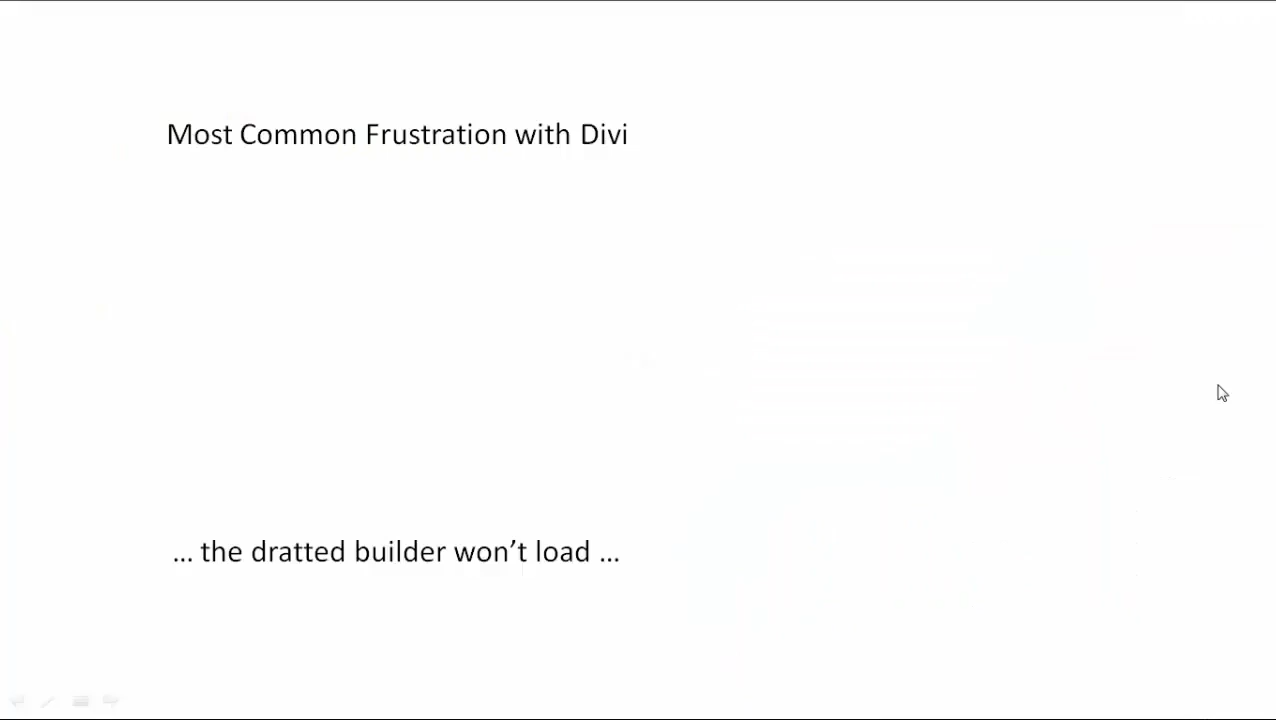 Most Common Frustration with Divi
... the dratted builder won’t load ...